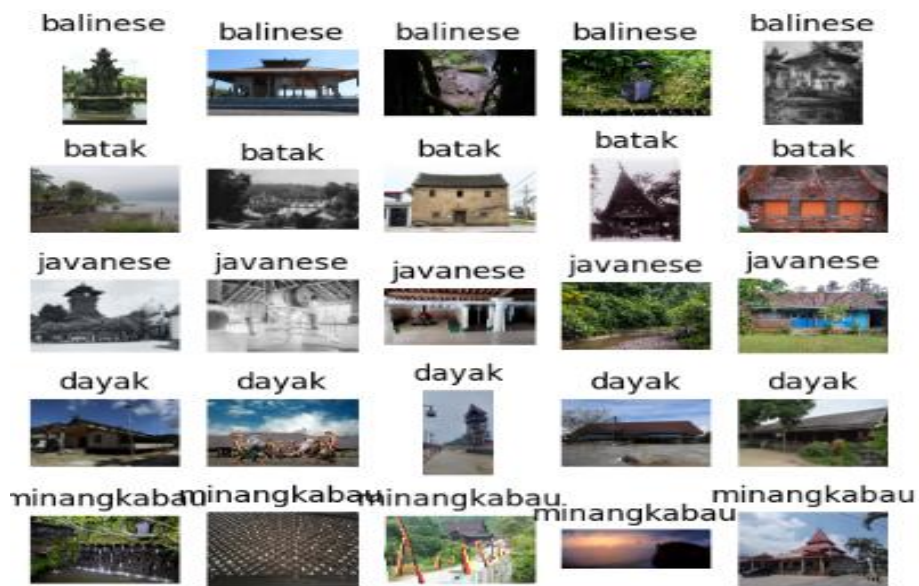 balinese balinese balinese balinese balinese
batak batak batak batak batak
javanese javanese javanese javanese javanese
dayak dayak dayak dayak dayak
minangkabau minangkabau minangkabau minangkabau minangkabau